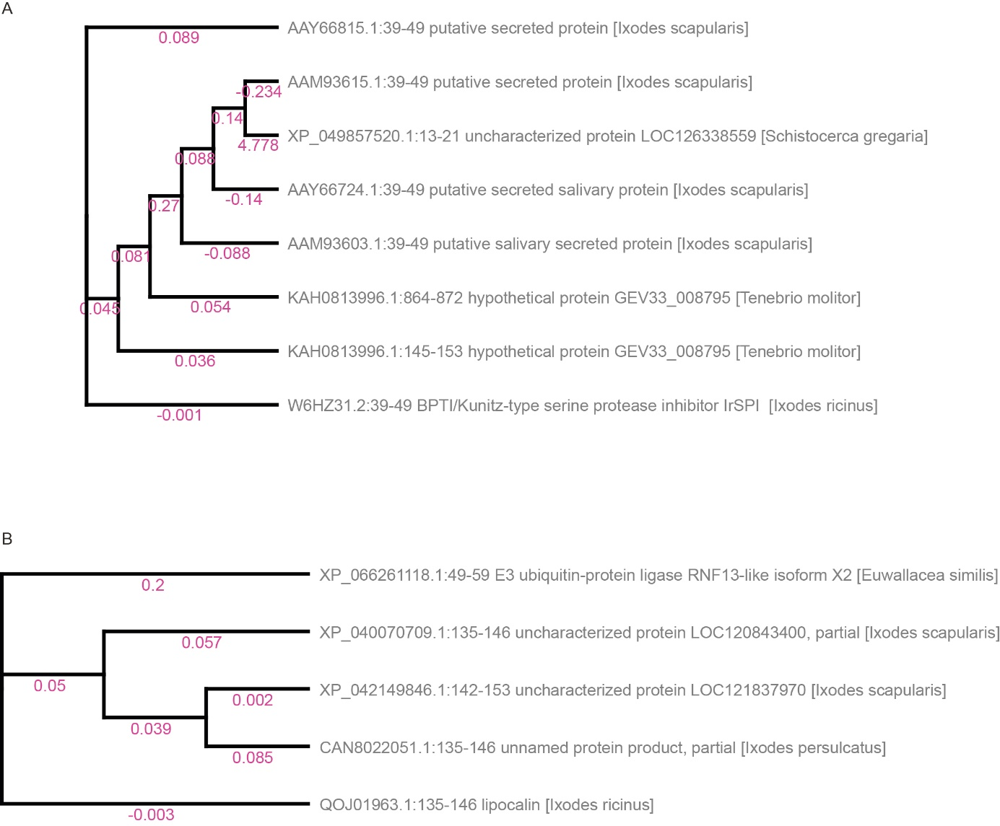 A
AAY66815.1:39-49 putative secreted protein [Ixodes scapularis]
0.089
AAM93615.1:39-49 putative secreted protein [Ixodes scapularis]
-0.234
0.14
XP_049857520.1:13-21 uncharacterized protein LOC126338559 [Schistocerca gregaria]
4.778
0.088
AAY66724.1:39-49 putative secreted salivary protein [Ixodes scapularis]
-0.14
0.27
AAM93603.1:39-49 putative salivary secreted protein [Ixodes scapularis]
-0.088
0.081
KAH0813996.1:864-872 hypothetical protein GEV33_008795 [Tenebrio molitor]
0.054
0.045
KAH0813996.1:145-153 hypothetical protein GEV33_008795 [Tenebrio molitor]
0.036
W6HZ31.2:39-49 BPTI/Kunitz-type serine protease inhibitor IrSPI [Ixodes ricinus]
-0.001
B
XP_066261118.1:49-59 E3 ubiquitin-protein ligase RNF13-like isoform X2 [Euwallacea similis]
0.2
XP_040070709.1:135-146 uncharacterized protein LOC120843400, partial [Ixodes scapularis]
0.057
0.05
XP_042149846.1:142-153 uncharacterized protein LOC121837970 [Ixodes scapularis]
0.002
0.039
CAN8022051.1:135-146 unnamed protein product, partial [Ixodes persulcatus]
0.085
QOJ01963.1:135-146 lipocalin [Ixodes ricinus]
-0.003